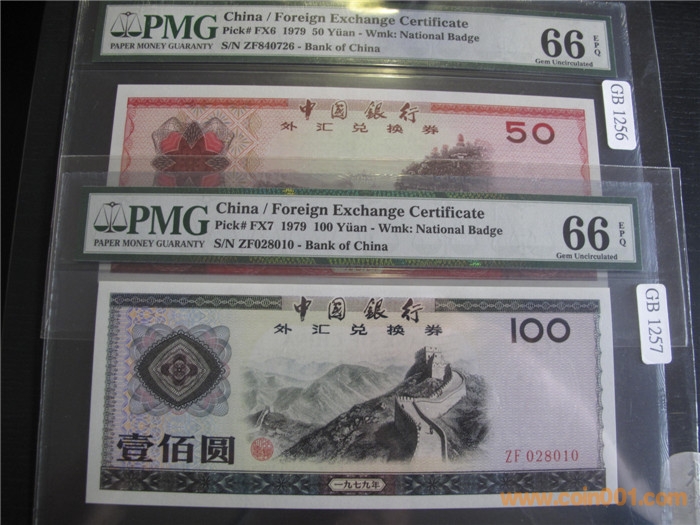 PMG
PAPER MONEY GUARANTY
China / Foreign Exchange Certificate
Pick# FX6 1979 50 Yüan - Wmk: National Badge
S/N ZF840726 - Bank of China
66 EPQ
Gem Uncirculated
GB 1256
中国银行
外汇兑换券
50
PMG
PAPER MONEY GUARANTY
China / Foreign Exchange Certificate
Pick# FX7 1979 100 Yüan - Wmk: National Badge
S/N ZF028010 - Bank of China
66 EPQ
Gem Uncirculated
GB 1257
中国银行
外汇兑换券
100
壹佰圆
ZF 028010
一九七九年
www.coin001.com